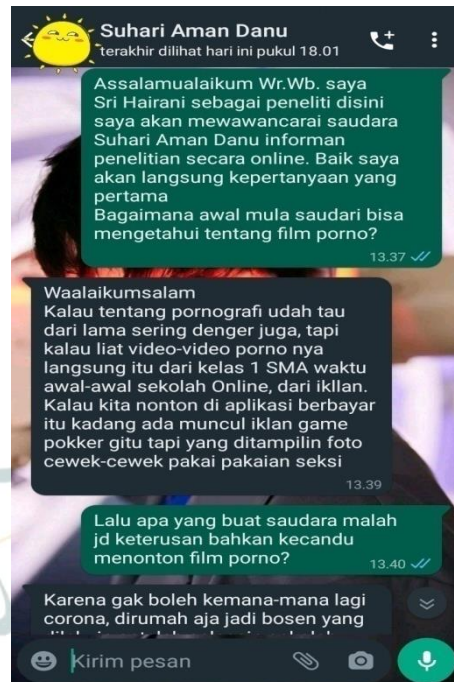 Suhari Aman Danu
terakhir dilihat hari ini pukul 18.01
Assalamualaikum Wr.Wb. saya
Sri Hairani sebagai peneliti disini
saya akan mewawancarai saudara
Suhari Aman Danu informan
penelitian secara online. Baik saya
akan langsung kepertanyaan yang
pertama
Bagaimana awal mula saudari bisa
mengetahui tentang film porno?
13.37
Waalaikumsalam
Kalau tentang pornografi udah tau
dari lama sering denger juga, tapi
kalau liat video-video porno nya
langsung itu dari kelas 1 SMA waktu
awal-awal sekolah Online, dari ikllan.
Kalau kita nonton di aplikasi berbayar
itu kadang ada muncul iklan game
pokker gitu tapi yang ditampilin foto
cewek-cewek pakai pakaian seksi
13.39
Lalu apa yang buat saudara malah
jd keterusan bahkan kecandu
menonton film porno?
13.40
Karena gak boleh kemana-mana lagi
corona, dirumah aja jadi bosen yang
Kirim pesan